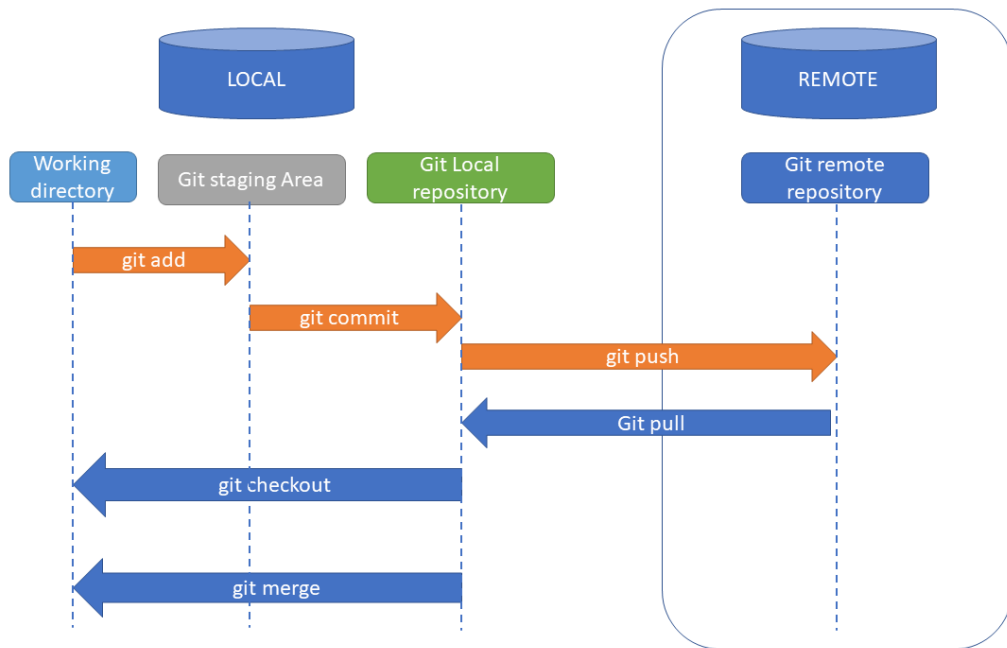 LOCAL
REMOTE
Working
directory
Git staging Area
Git Local
repository
Git remote
repository
git add
git commit
git push
Git pull
git checkout
git merge